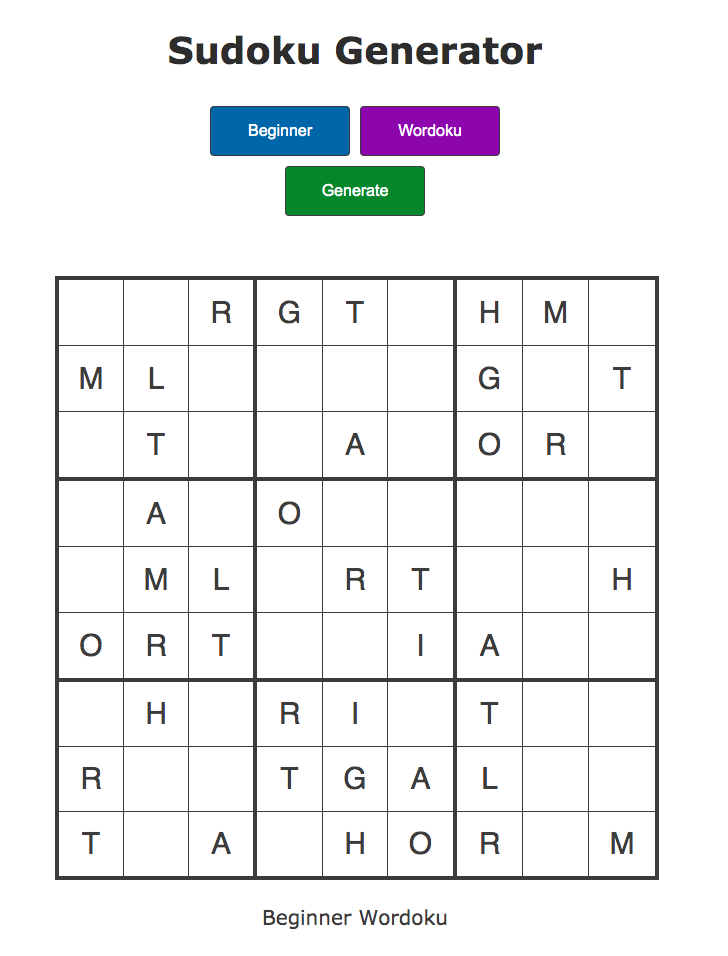 Sudoku Generator
Beginner Wordoku
Generate
R G T H M
M L G T
T A O R
A O
M L R T H
O R T I A
H R I T
R T G A L
T A H O R M
Beginner Wordoku